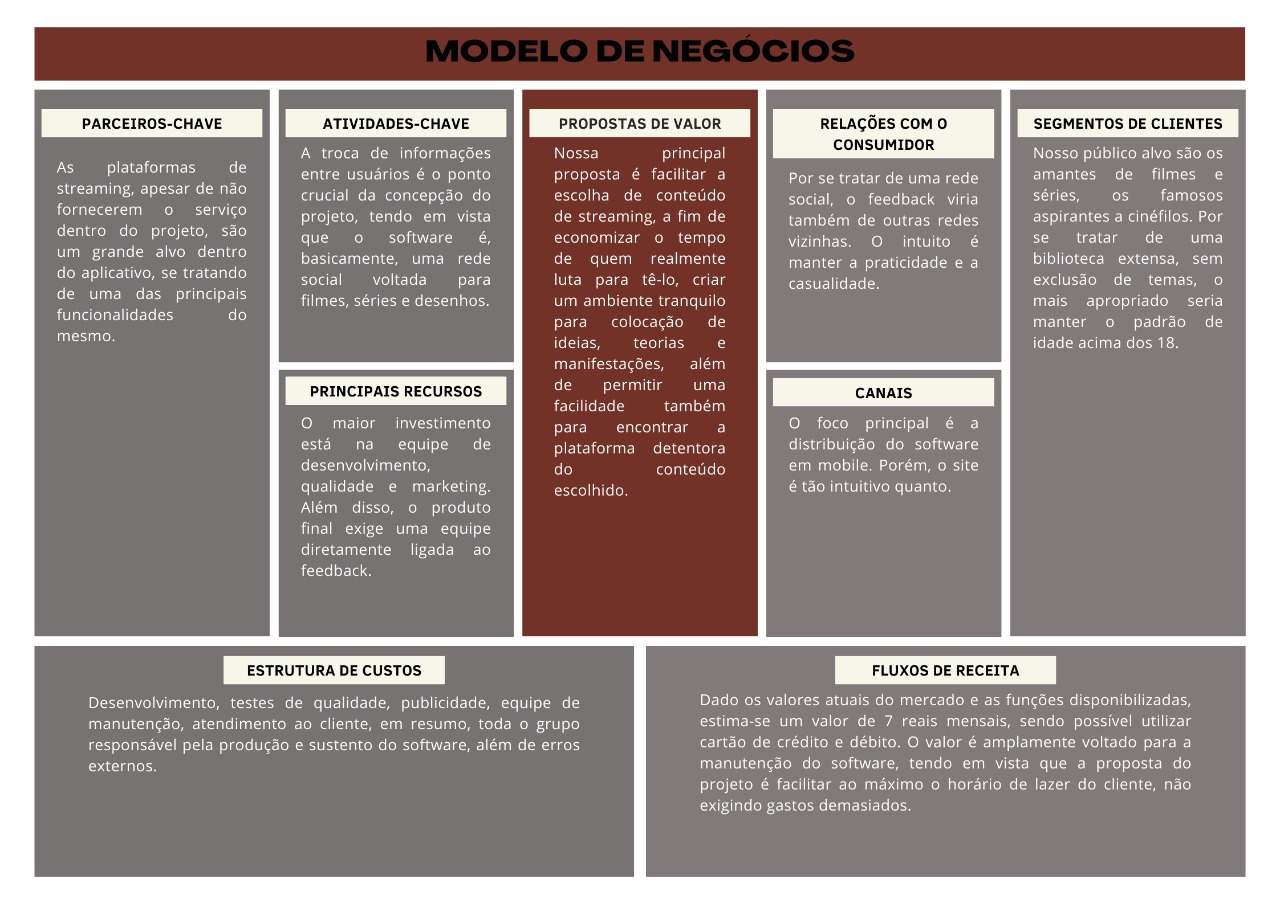 MODELO DE NEGÓCIOS
PARCEIROS-CHAVE
As plataformas de
streaming, apesar de não
fornecerem o serviço
dentro do projeto, são
um grande alvo dentro
do aplicativo, se tratando
de uma das principais
funcionalidades do
mesmo.
ATIVIDADES-CHAVE
A troca de informações
entre usuários é o ponto
crucial da concepção do
projeto, tendo em vista
que o software é,
basicamente, uma rede
social voltada para
filmes, séries e desenhos.
PRINCIPAIS RECURSOS
O maior investimento
está na equipe de
desenvolvimento,
qualidade e marketing.
Além disso, o produto
final exige uma equipe
diretamente ligada ao
feedback.
PROPOSTAS DE VALOR
Nossa principal
proposta é facilitar a
escolha de conteúdo
de streaming, a fim de
economizar o tempo
de quem realmente
luta para tê-lo, criar
um ambiente tranquilo
para colocação de
ideias, teorias e
manifestações, além
de permitir uma
facilidade também
para encontrar a
plataforma detentora
do conteúdo
escolhido.
RELAÇÕES COM O
CONSUMIDOR
Por se tratar de uma rede
social, o feedback viria
também de outras redes
vizinhas. O intuito é
manter a praticidade e a
casualidade.
CANAIS
O foco principal é a
distribuição do software
em mobile. Porém, o site
é tão intuitivo quanto.
SEGMENTOS DE CLIENTES
Nosso público alvo são os
amantes de filmes e
séries, os famosos
aspirantes a cinéfilos. Por
se tratar de uma
biblioteca extensa, sem
exclusão de temas, o
mais apropriado seria
manter o padrão de
idade acima dos 18.
ESTRUTURA DE CUSTOS
Desenvolvimento, testes de qualidade, publicidade, equipe de
manutenção, atendimento ao cliente, em resumo, toda o grupo
responsável pela produção e sustento do software, além de erros
externos.
FLUXOS DE RECEITA
Dado os valores atuais do mercado e as funções disponibilizadas,
estima-se um valor de 7 reais mensais, sendo possível utilizar
cartão de crédito e débito. O valor é amplamente voltado para a
manutenção do software, tendo em vista que a proposta do
projeto é facilitar ao máximo o horário de lazer do cliente, não
exigindo gastos demasiados.